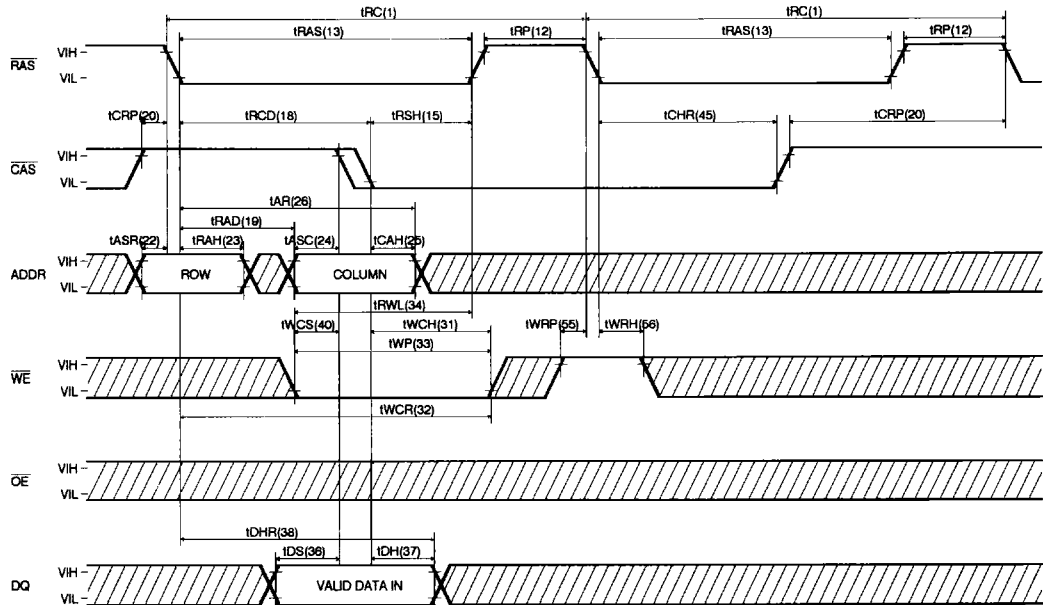 tRC(1) tRC(1)
tRAS(13) tRP(12) tRAS(13) tRP(12)
RAS VIH VIL
tCRP(20) tRCD(18) tRSH(15) tCHR(45) tCRP(20)
CAS VIH VIL
tAR(26)
tRAD(19)
tASR(22) tRAH(23) tASC(24) tCAH(25)
ADDR VIH VIL ROW COLUMN
tRWL(34)
tWCS(40) tWCH(31) tWRP(55) tWRH(56)
tWP(33)
WE VIH VIL
tWCR(32)
OE VIH VIL
tDHR(38)
tDS(36) tDH(37)
DQ VIH VIL VALID DATA IN